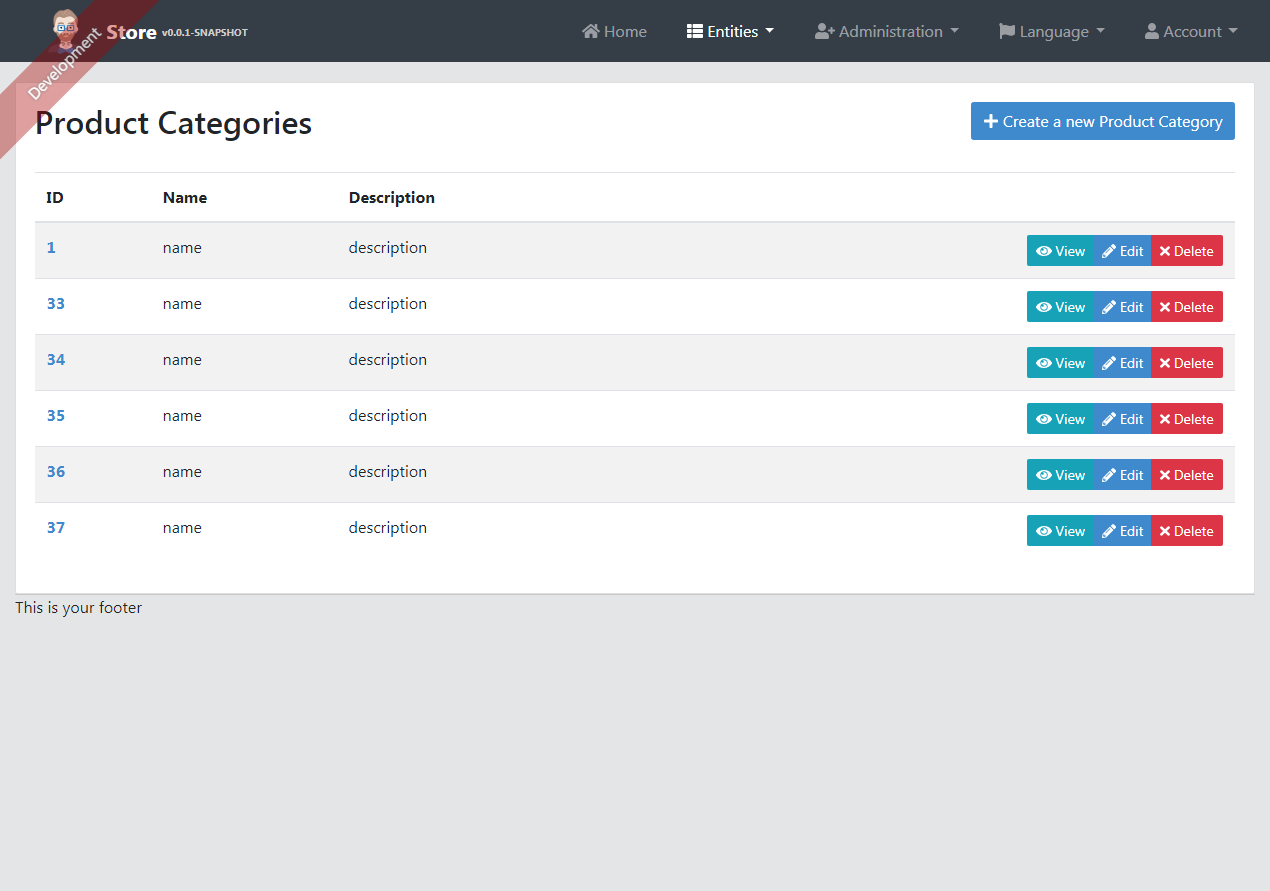 Store v0.0.1-SNAPSHOT Home Entities Administration Language Account
Development
Product Categories Create a new Product Category
ID Name Description
1 name description View Edit Delete
33 name description View Edit Delete
34 name description View Edit Delete
35 name description View Edit Delete
36 name description View Edit Delete
37 name description View Edit Delete
This is your footer